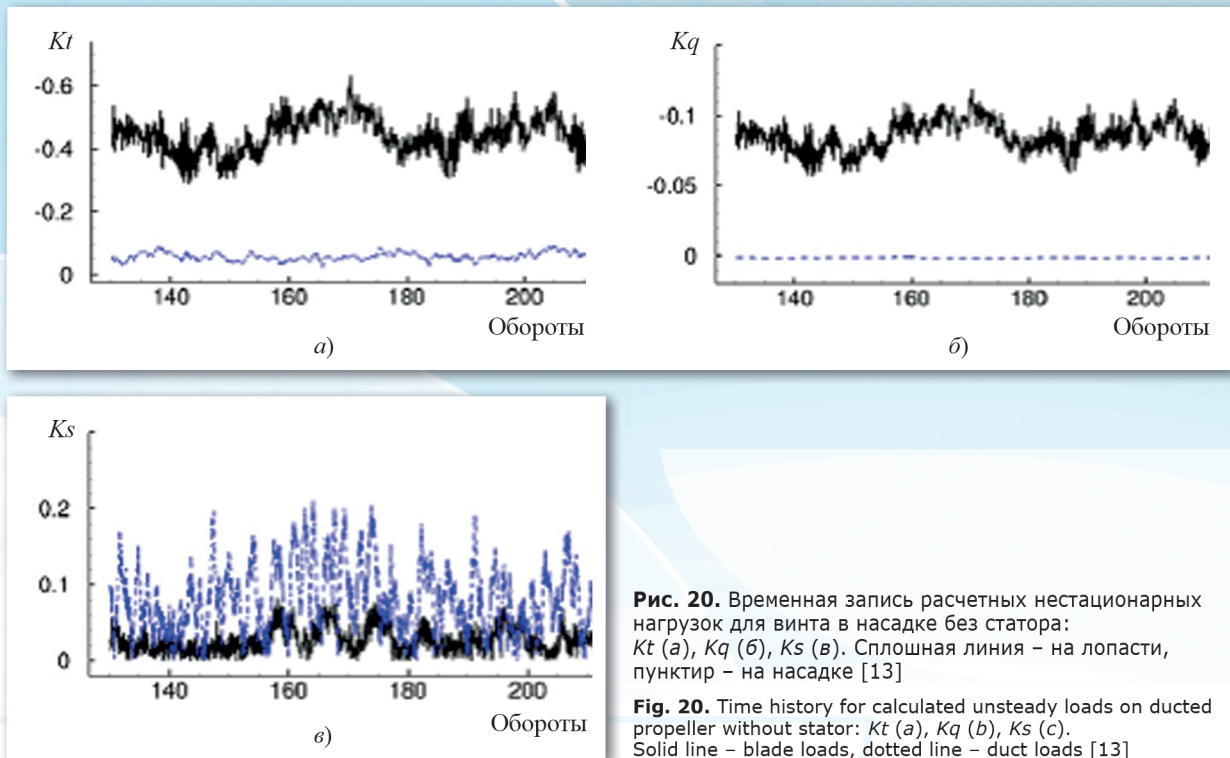 Kt
-0.6
-0.4
-0.2
0
140 160 180 200
Обороты
а)
Kq
-0.1
-0.05
0
140 160 180 200
Обороты
б)
Ks
0.2
0.1
0
140 160 180 200
Обороты
в)
Рис. 20. Временная запись расчетных нестационарных
нагрузок для винта в насадке без статора:
Kt (а), Kq (б), Ks (в). Сплошная линия – на лопасти,
пунктир – на насадке [13]
Fig. 20. Time history for calculated unsteady loads on ducted
propeller without stator: Kt (a), Kq (b), Ks (c).
Solid line – blade loads, dotted line – duct loads [13]